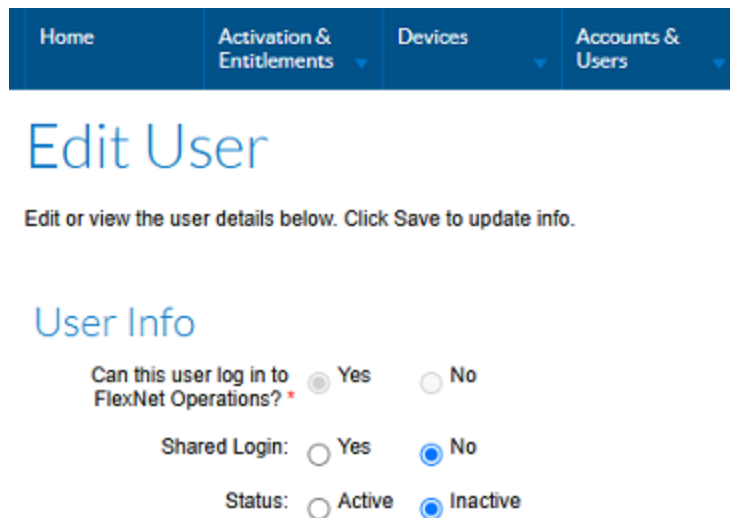 Home
Activation &
Entitlements
Devices
Accounts &
Users
Edit User
Edit or view the user details below. Click Save to update info.
User Info
Can this user log in to
FlexNet Operations? *
Yes
No
Shared Login:
Yes
No
Status:
Active
Inactive